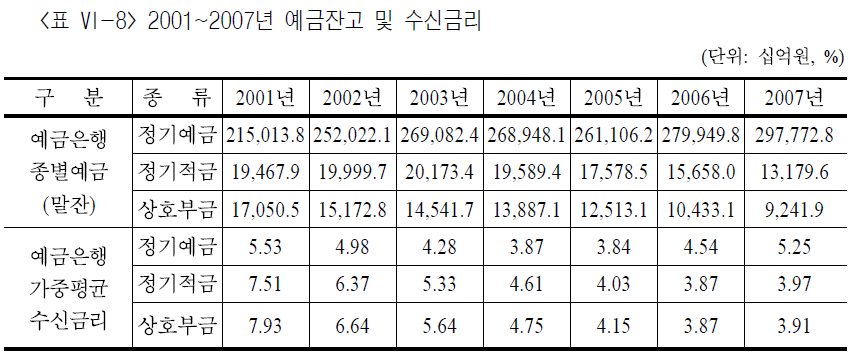 <표 Ⅵ-8> 2001~2007년 예금잔고 및 수신금리
(단위: 십억원, %)
구 분 종 류 2001년 2002년 2003년 2004년 2005년 2006년 2007년
예금은행 종별예금 (말잔) 정기예금 215,013.8 252,022.1 269,082.4 268,948.1 261,106.2 279,949.8 297,772.8
정기적금 19,467.9 19,999.7 20,173.4 19,589.4 17,578.5 15,658.0 13,179.6
상호부금 17,050.5 15,172.8 14,541.7 13,887.1 12,513.1 10,433.1 9,241.9
예금은행 가중평균 수신금리 정기예금 5.53 4.98 4.28 3.87 3.84 4.54 5.25
정기적금 7.51 6.37 5.33 4.61 4.03 3.87 3.97
상호부금 7.93 6.64 5.64 4.75 4.15 3.87 3.91